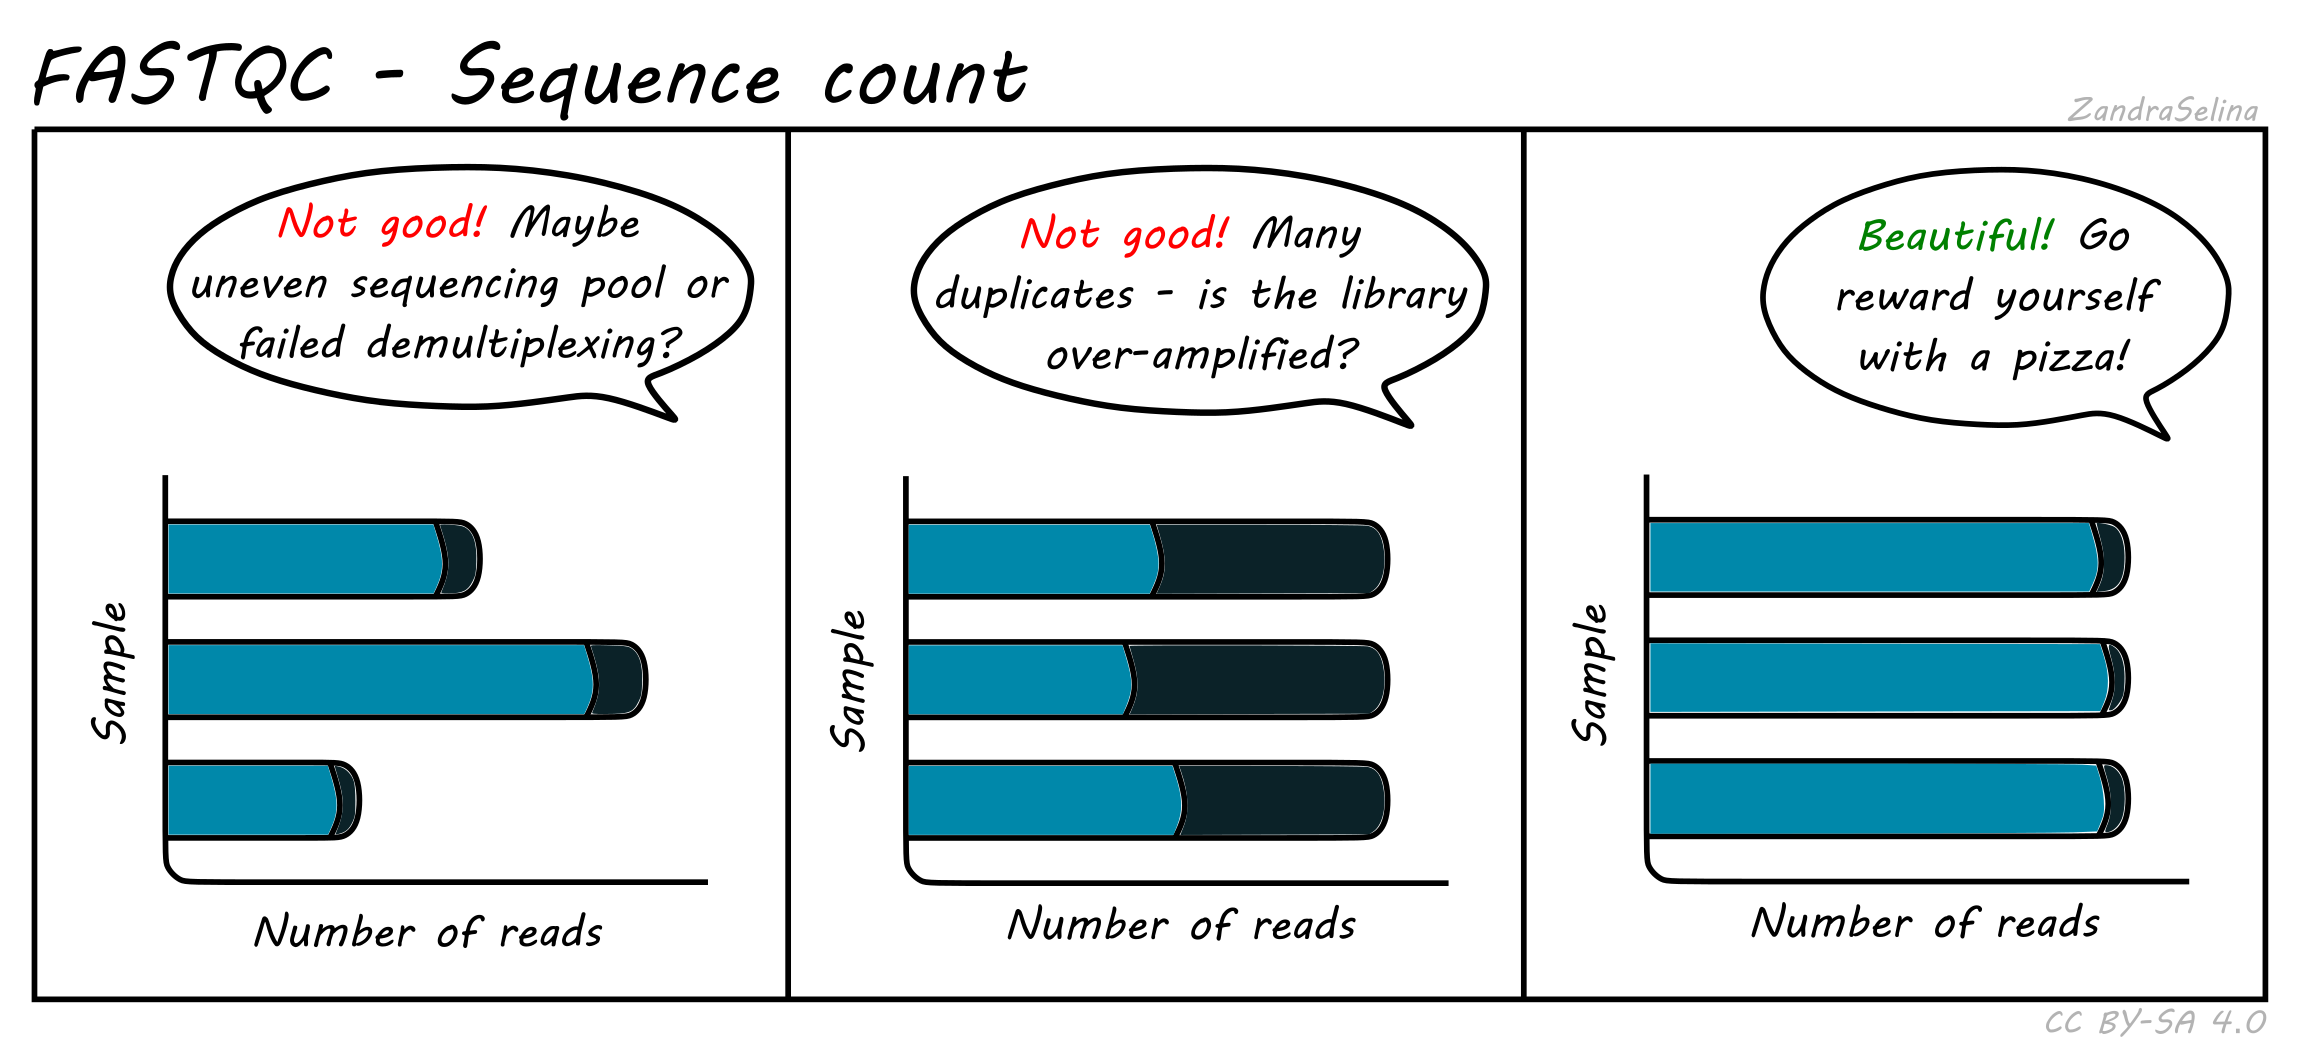 FASTQC - Sequence count
ZandraSelina
Not good! Maybe
uneven sequencing pool or
failed demultiplexing?
Sample
Number of reads
Not good! Many
duplicates - is the library
over-amplified?
Sample
Number of reads
Beautiful! Go
reward yourself
with a pizza!
Sample
Number of reads
CC BY-SA 4.0